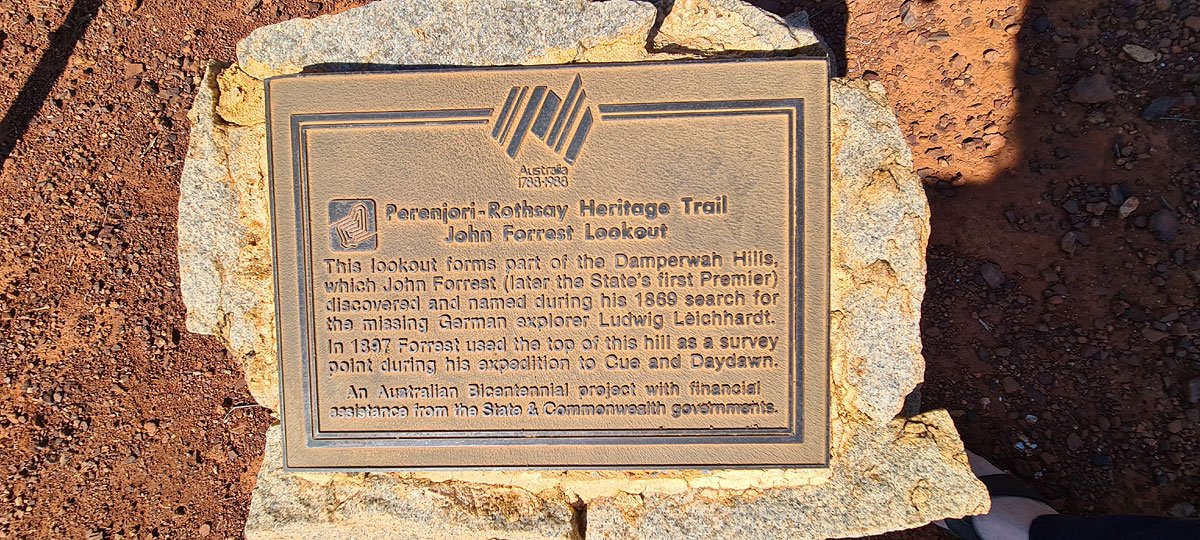 Australia
1788-1988
Perenjori-Rothsay Heritage Trail
John Forrest Lookout
This lookout forms part of the Damperwah Hills,
which John Forrest (later the State's first Premier)
discovered and named during his 1869 search for
the missing German explorer Ludwig Leichhardt.
In 1897 Forrest used the top of this hill as a survey
point during his expedition to Cue and Daydawn.
An Australian Bicentennial project with financial
assistance from the State & Commonwealth governments.